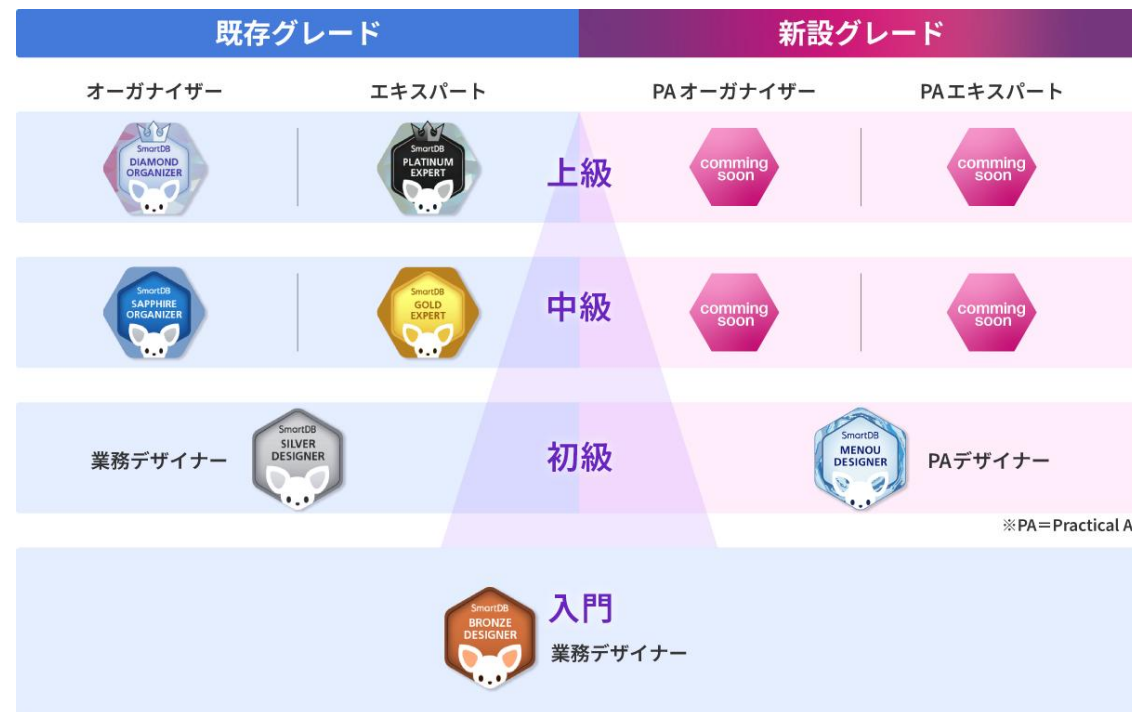 既存グレード
新設グレード
オーガナイザー
エキスパート
PAオーガナイザー
PAエキスパート
SmartDB
DIAMOND
ORGANIZER
SmartDB
PLATINUM
EXPERT
上級
comming
soon
comming
soon
SmartDB
SAPPHIRE
ORGANIZER
SmartDB
GOLD
EXPERT
中級
comming
soon
comming
soon
業務デザイナー
SmartDB
SILVER
DESIGNER
初級
SmartDB
MENOU
DESIGNER
PAデザイナー
※PA=Practical A
SmartDB
BRONZE
DESIGNER
入門
業務デザイナー